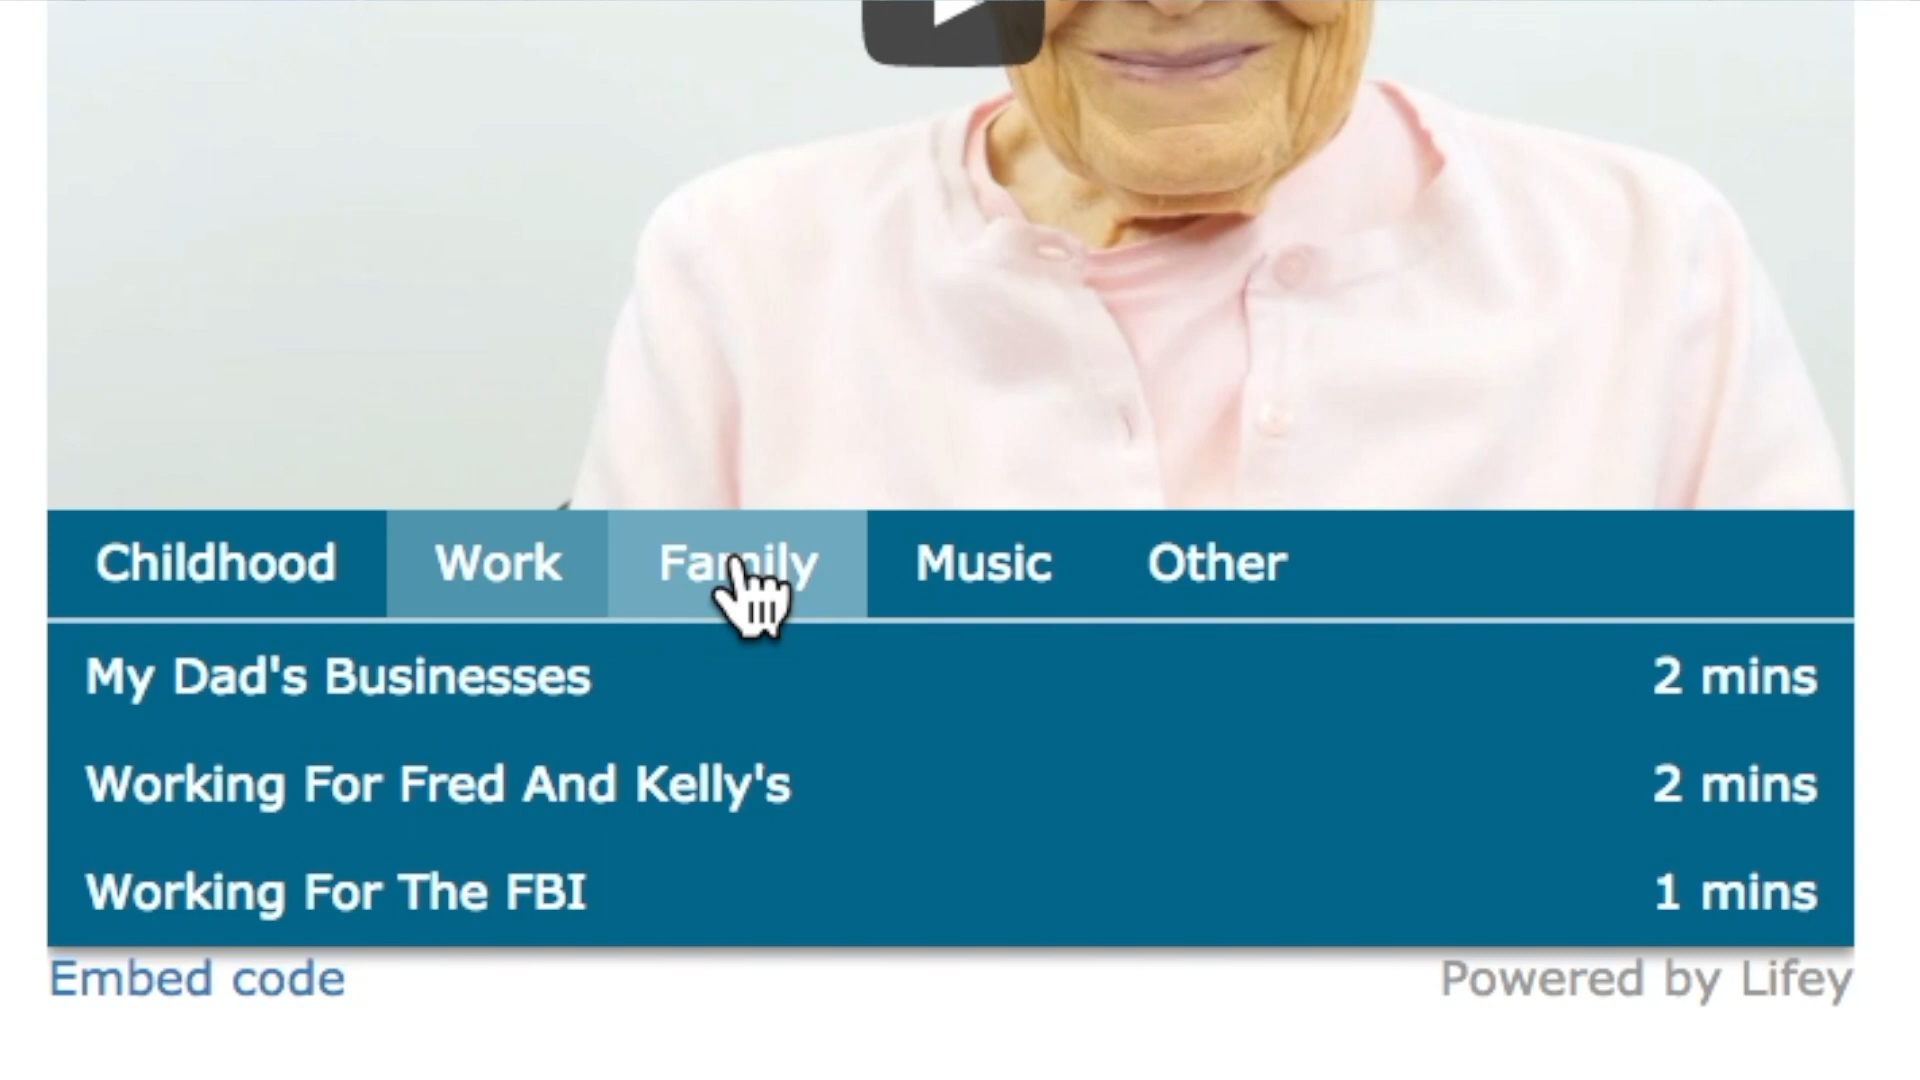 Childhood Work Family Music Other
My Dad's Businesses 2 mins
Working For Fred And Kelly's 2 mins
Working For The FBI 1 mins
Embed code Powered by Lifey